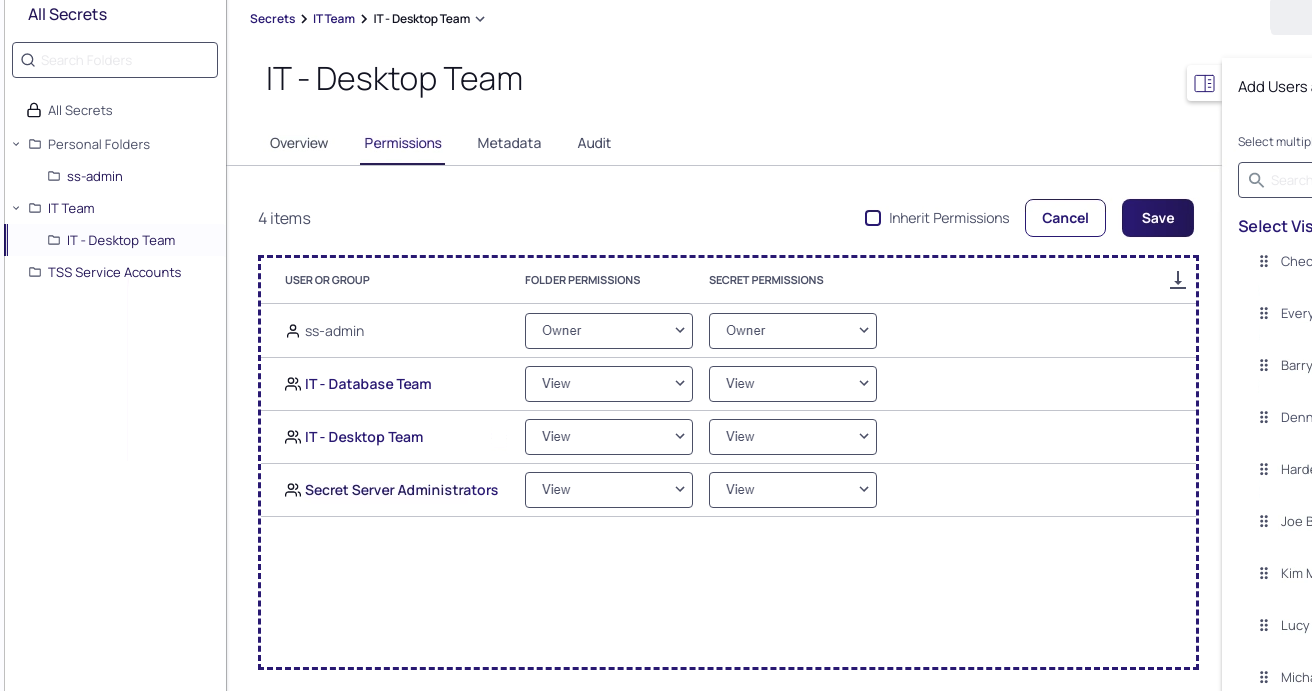 All Secrets
Search Folders
All Secrets
Personal Folders
ss-admin
IT Team
IT - Desktop Team
TSS Service Accounts
Secrets IT Team IT - Desktop Team
IT - Desktop Team
Overview Permissions Metadata Audit
4 items
Inherit Permissions Cancel Save
USER OR GROUP FOLDER PERMISSIONS SECRET PERMISSIONS
ss-admin Owner Owner
IT - Database Team View View
IT - Desktop Team View View
Secret Server Administrators View View
Add Users
Select multip
Search
Select Vis
Chec
Every
Barry
Denn
Harde
Joe B
Kim M
Lucy
Micha